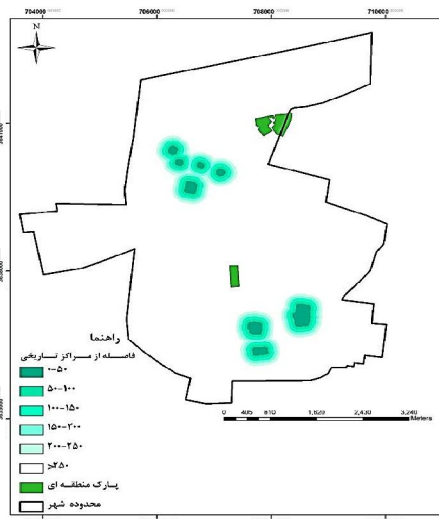 704000 706000 708000 710000
N
راهنما
فاصله از مراکز تاریخی
۰-۵۰
۵۰-۱۰۰
۱۰۰-۱۵۰
۱۵۰-۲۰۰
۲۰۰-۲۵۰
>۲۵۰
پارک منطقه ای
محدوده شهر
0 405 810 1,620 2,430 3,240
Meters